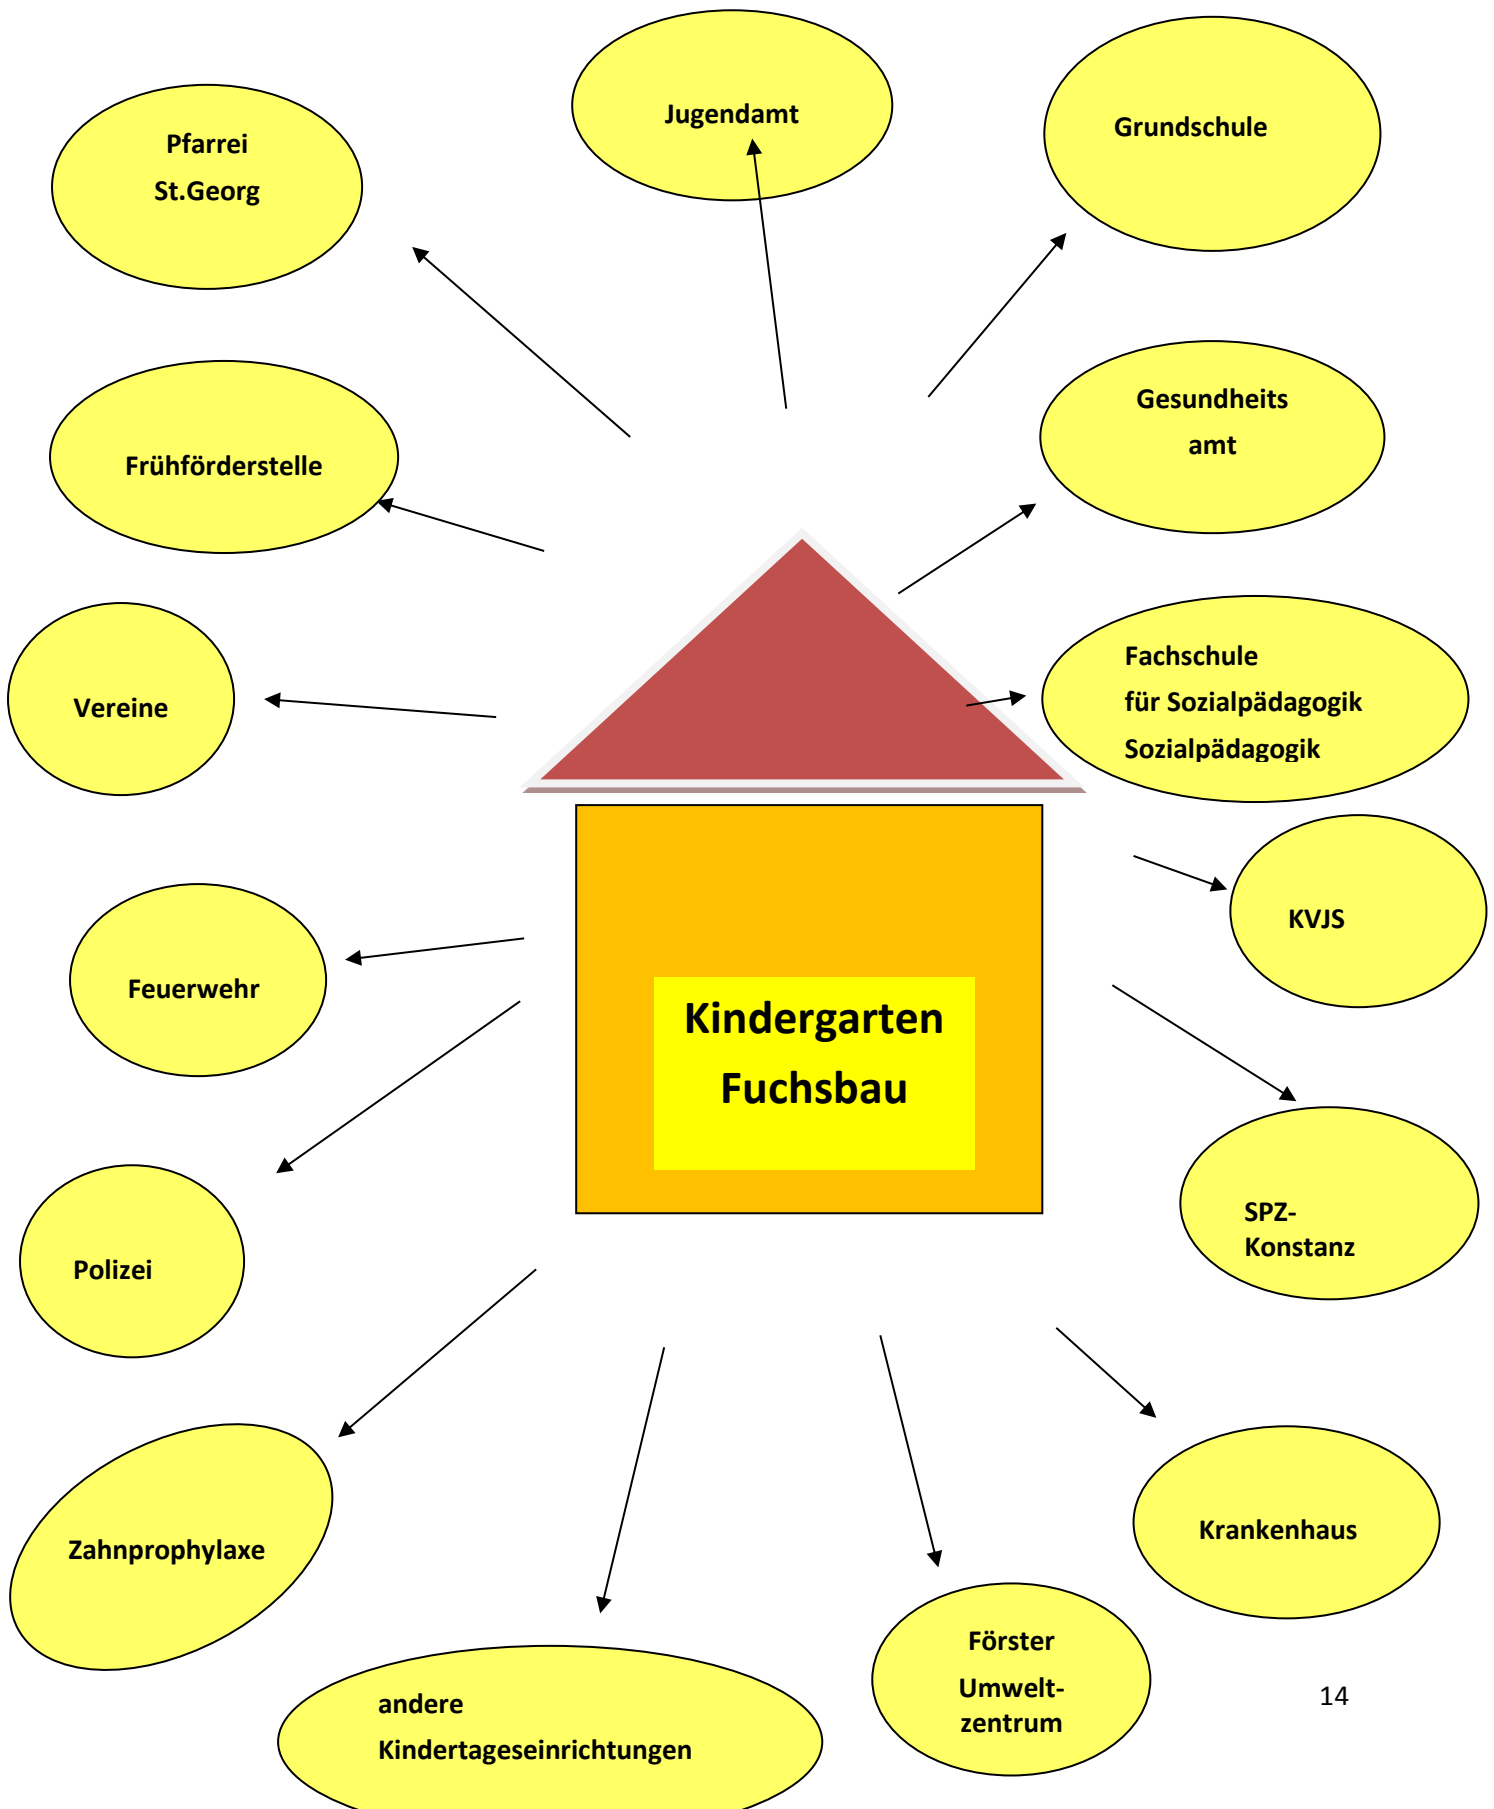 Jugendamt
Grundschule
Pfarrei
St.Georg
Gesundheits
amt
Frühförderstelle
Fachschule
für Sozialpädagogik
Sozialpädagogik
Vereine
KVJS
Feuerwehr
Kindergarten
Fuchsbau
SPZ-
Konstanz
Polizei
Krankenhaus
Zahnprophylaxe
Förster
Umwelt-
zentrum
andere
Kindertageseinrichtungen
14